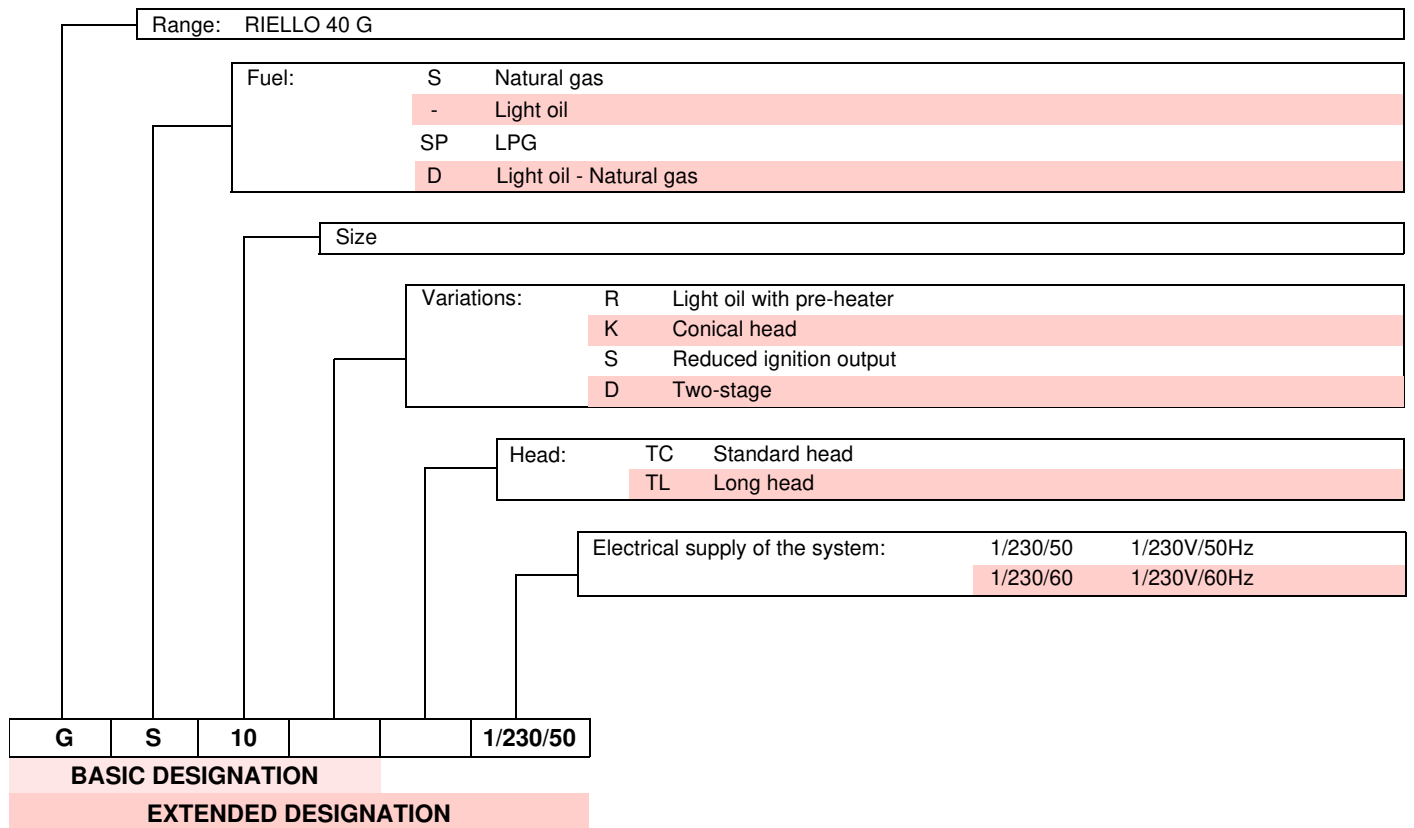 Range: RIELLO 40 G
Fuel: S Natural gas
- Light oil
SP LPG
D Light oil - Natural gas
Size
Variations: R Light oil with pre-heater
K Conical head
S Reduced ignition output
D Two-stage
Head: TC Standard head
TL Long head
Electrical supply of the system: 1/230/50 1/230V/50Hz
1/230/60 1/230V/60Hz
G S 10 1/230/50
BASIC DESIGNATION
EXTENDED DESIGNATION